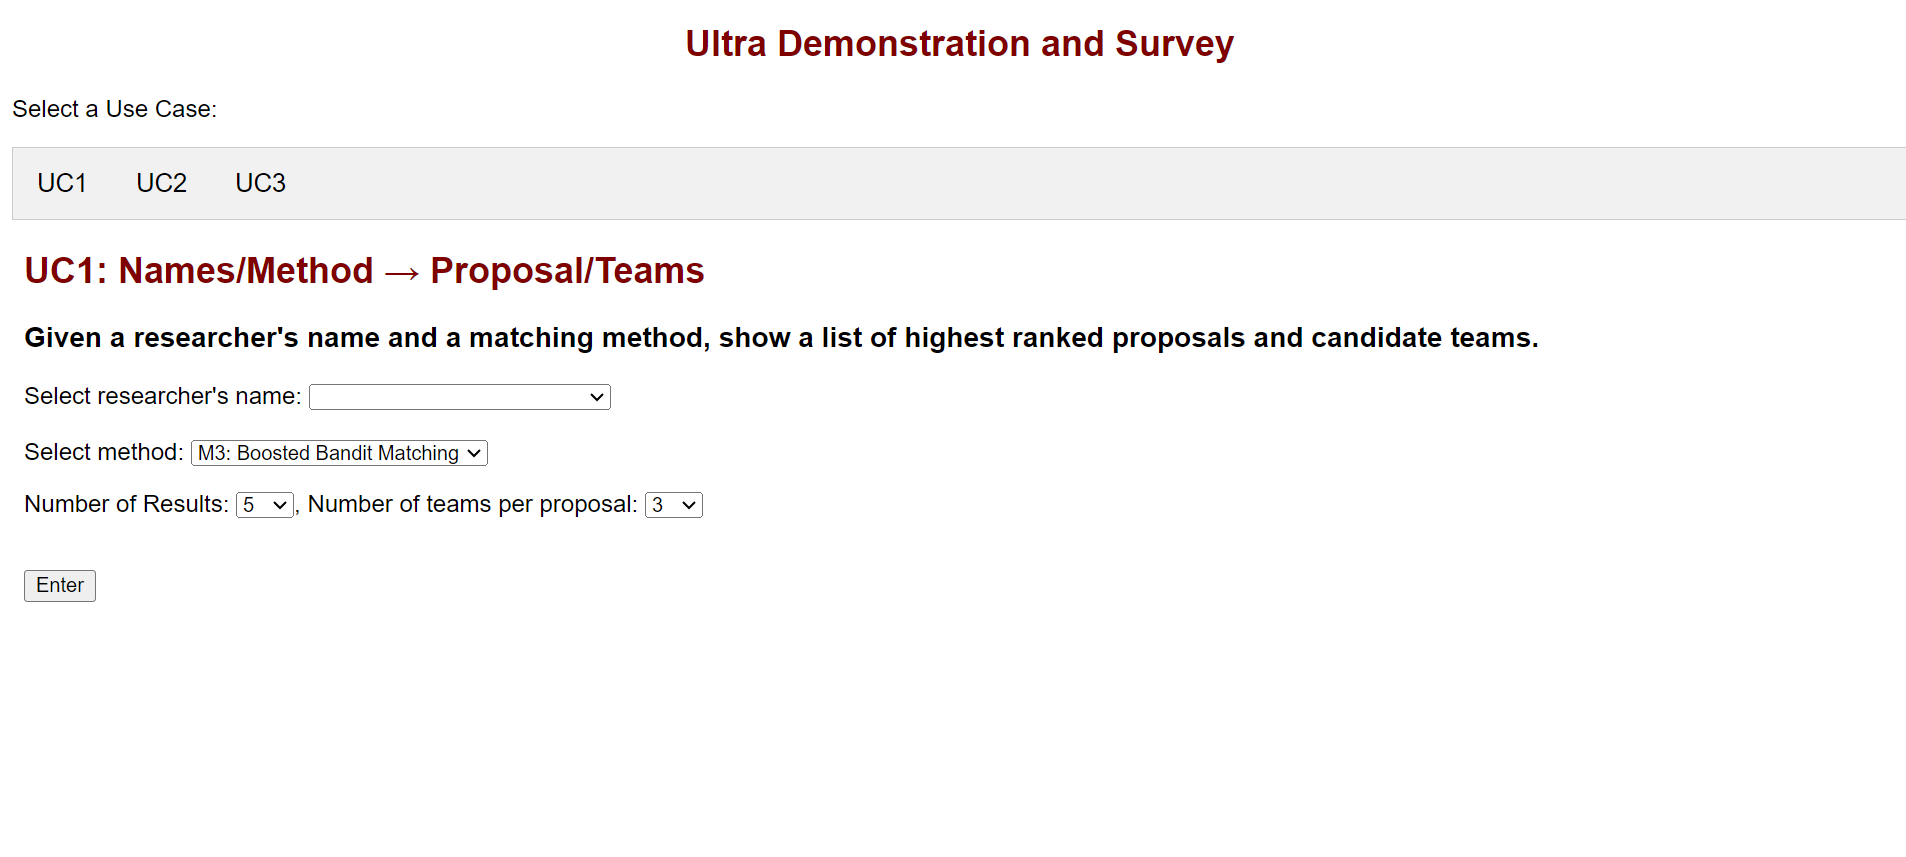 Ultra Demonstration and Survey
Select a Use Case:
UC1 UC2 UC3
UC1: Names/Method → Proposal/Teams
Given a researcher's name and a matching method, show a list of highest ranked proposals and candidate teams.
Select researcher's name:
Select method: M3: Boosted Bandit Matching
Number of Results: 5, Number of teams per proposal: 3
Enter